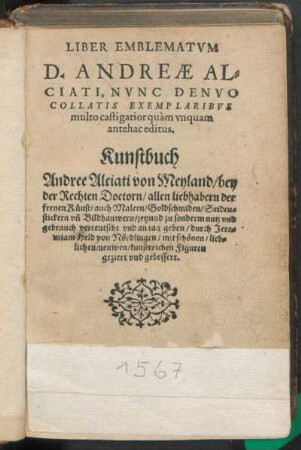 LIBER EMBLEMATVM
D. ANDREÆ AL-
CIATI, NVNC DENVO
COLLATIS EXEMPLARIBVS
multo castigatior quàm vnquam
antehac editus.
Kunstbuch
Andree Alciati von Meyland/ bey
der Rechten Doctorn/ allen liebhabern der
freyen Künst/ auch Malern/ Goldschmiden/ Seiden-
stickern vñ Bildhauwern/ jetzund zu sonderm nutz vnd
gebrauch verteutscht vnd an tag geben/ durch Jere-
miam Held von Nördlingen/ mit schönen/ lieb-
lichen/ neuwen/ kunstreichen Figuren
geziert vnd gebessert.
1567